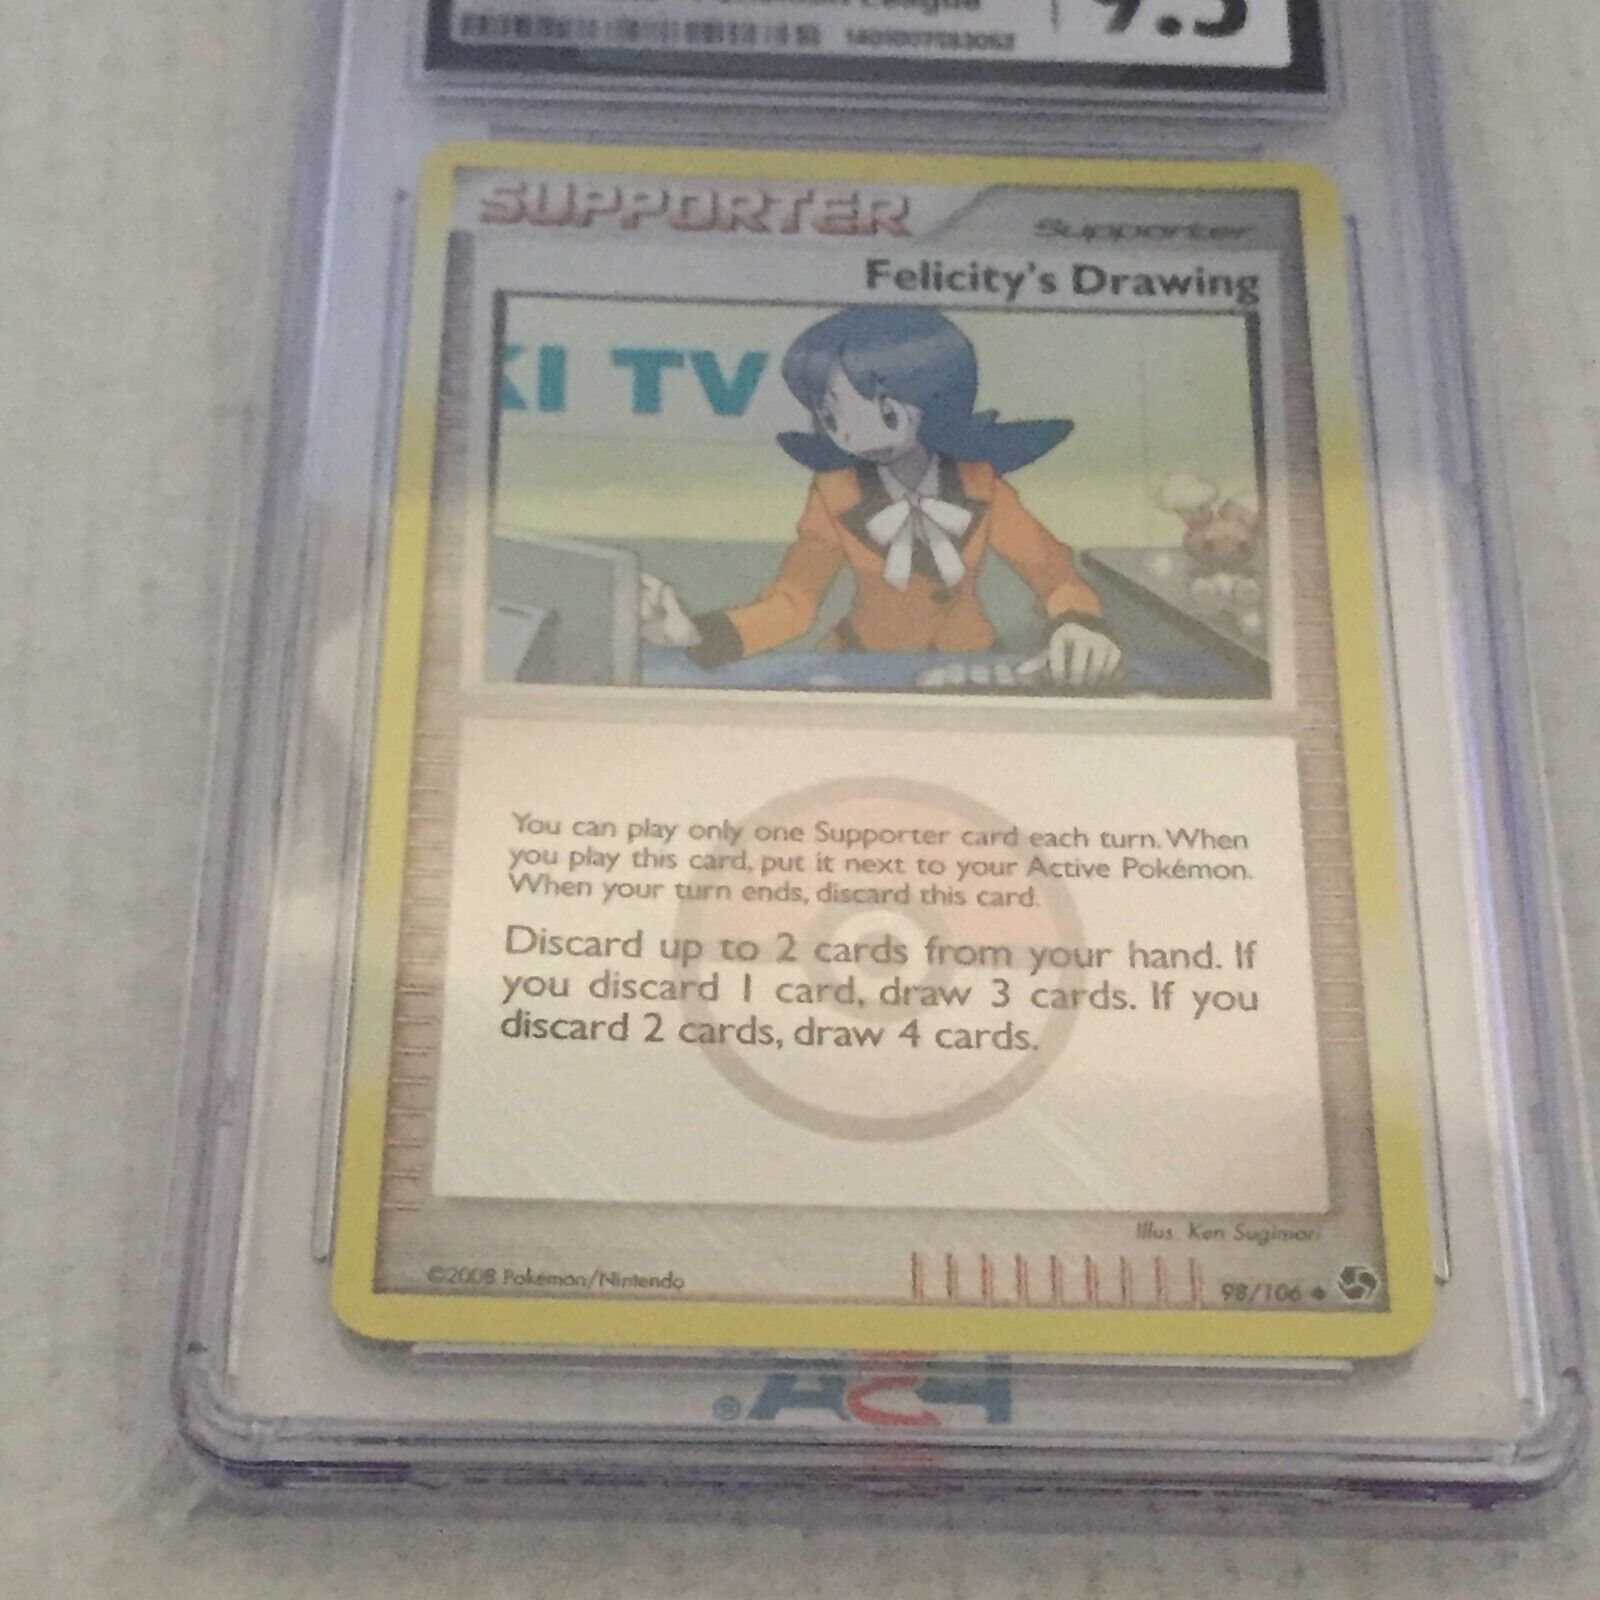 League
9.5
SUPPORTER
Supporter
Felicity's Drawing
KI TV
You can play only one Supporter card each turn. When
you play this card, put it next to your Active Pokémon.
When your turn ends, discard this card.
Discard up to 2 cards from your hand. If
you discard 1 card, draw 3 cards. If you
discard 2 cards, draw 4 cards.
Illus. Ken Sugimori
©2008 Pokémon/Nintendo
98/106